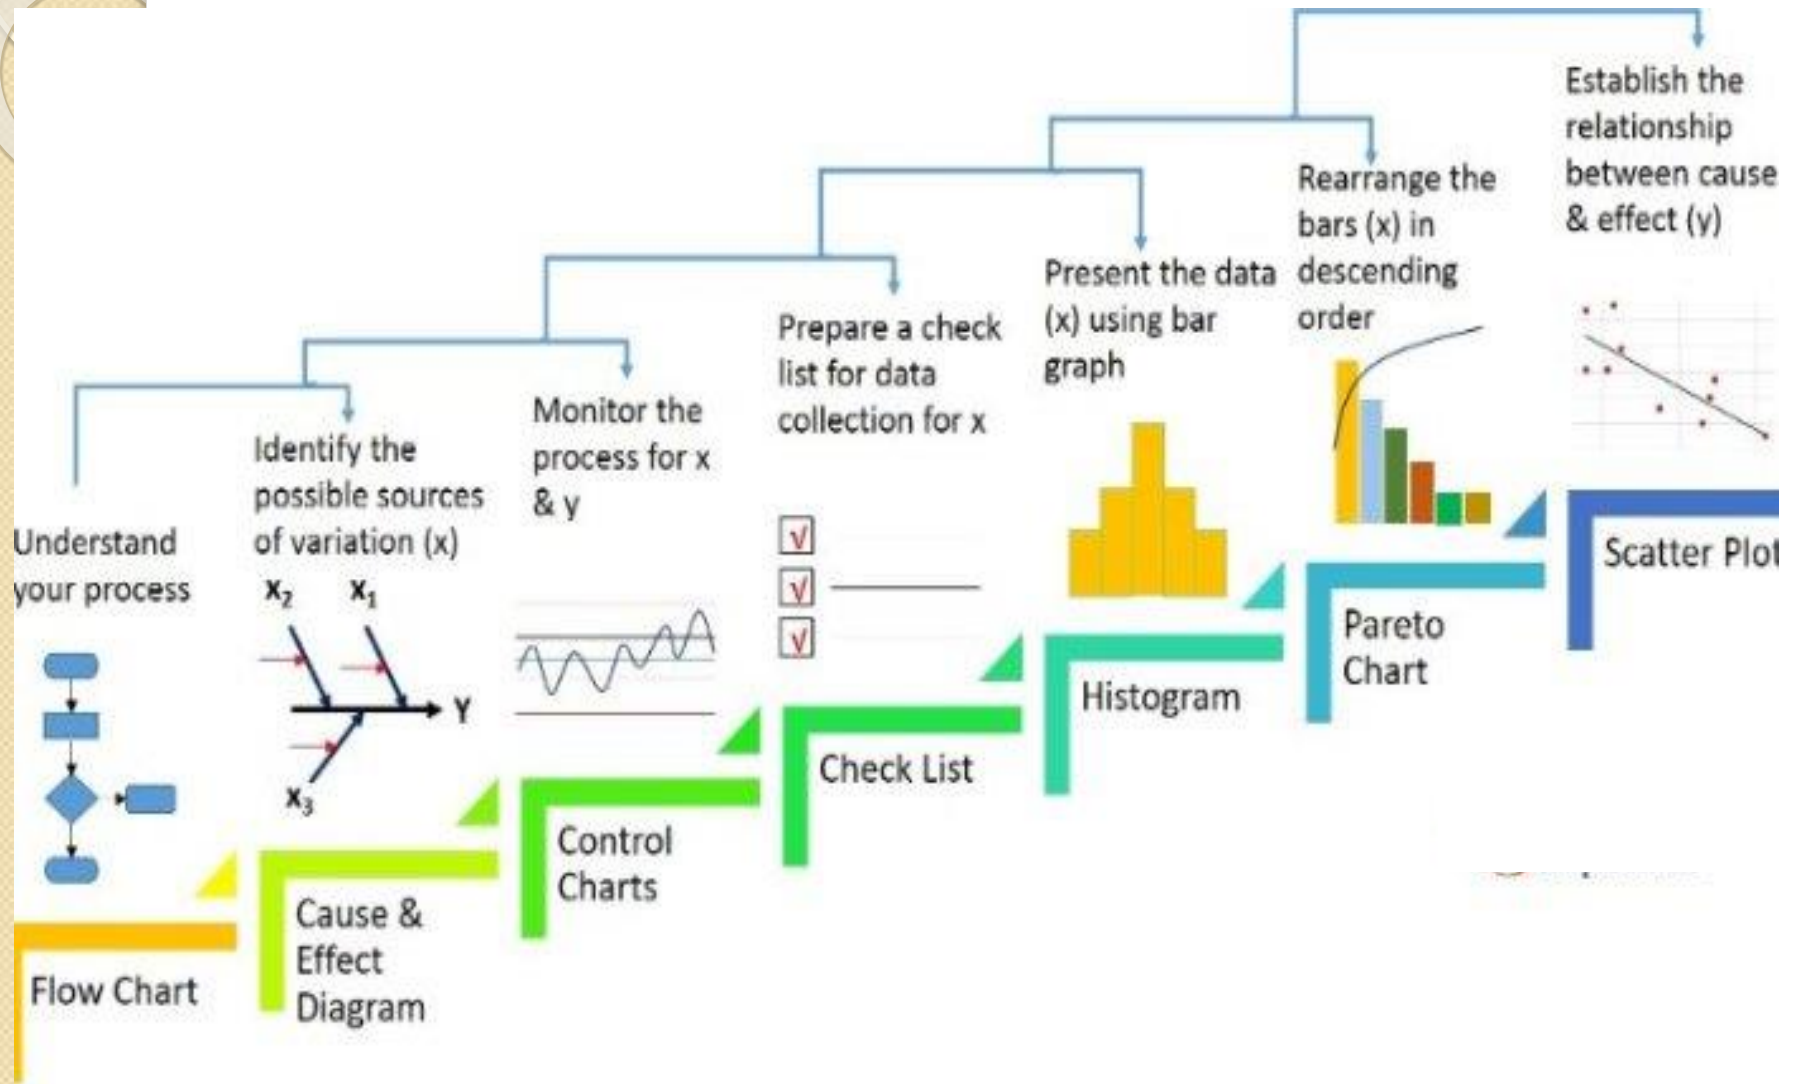 Understand
your process
Flow Chart
Identify the
possible sources
of variation (x)
x2
x1
Y
x3
Cause &
Effect
Diagram
Monitor the
process for x
& y
Control
Charts
Prepare a check
list for data
collection for x
√
√
√
Check List
Present the data
(x) using bar
graph
Histogram
Rearrange the
bars (x) in
descending
order
Pareto
Chart
Establish the
relationship
between cause
& effect (y)
Scatter Plot